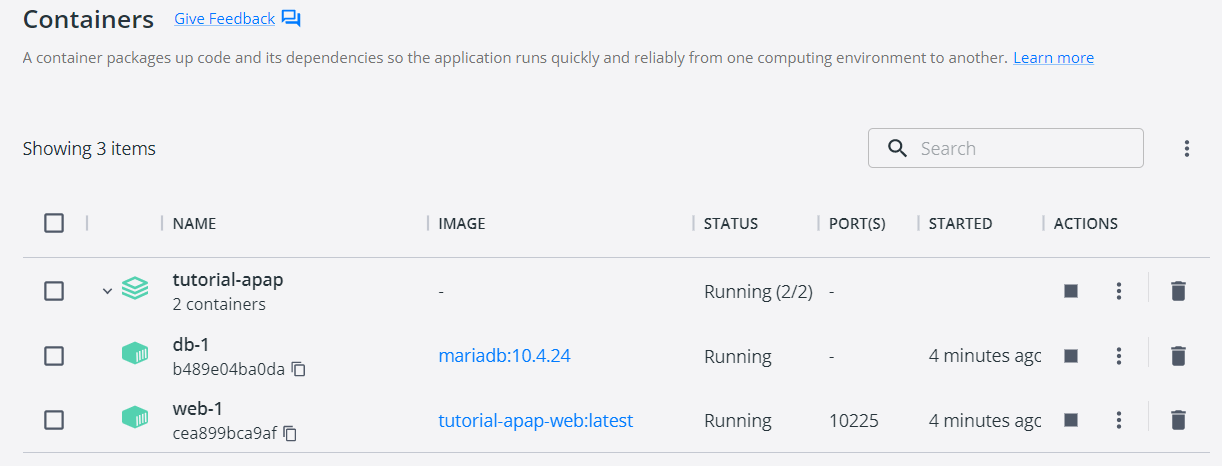 Containers Give Feedback
A container packages up code and its dependencies so the application runs quickly and reliably from one computing environment to another. Learn more
Showing 3 items Search
NAME IMAGE STATUS PORT(S) STARTED ACTIONS
tutorial-apap
2 containers - Running (2/2) -
db-1
b489e04ba0da mariadb:10.4.24 Running - 4 minutes agc
web-1
cea899bca9af tutorial-apap-web:latest Running 10225 4 minutes agc